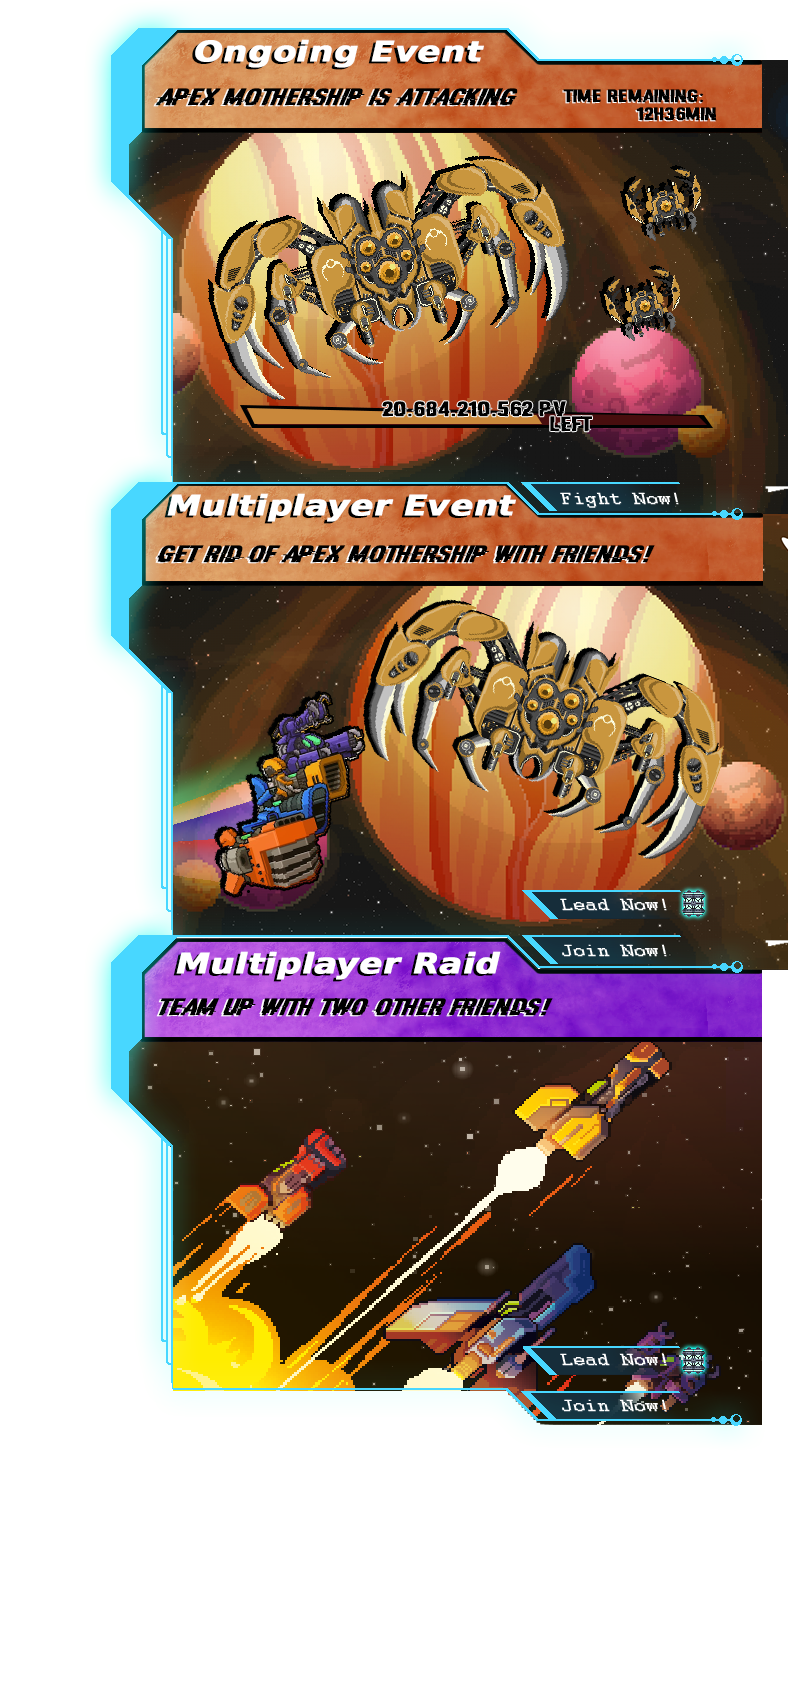 Ongoing Event
APEX MOTHERSHIP IS ATTACKING
TIME REMAINING:
12H36MIN
20.684.210.562 PV
LEFT
Fight Now!
Multiplayer Event
GET RID OF APEX MOTHERSHIP WITH FRIENDS!
Lead Now!
Join Now!
Multiplayer Raid
TEAM UP WITH TWO OTHER FRIENDS!
Lead Now!
Join Now!